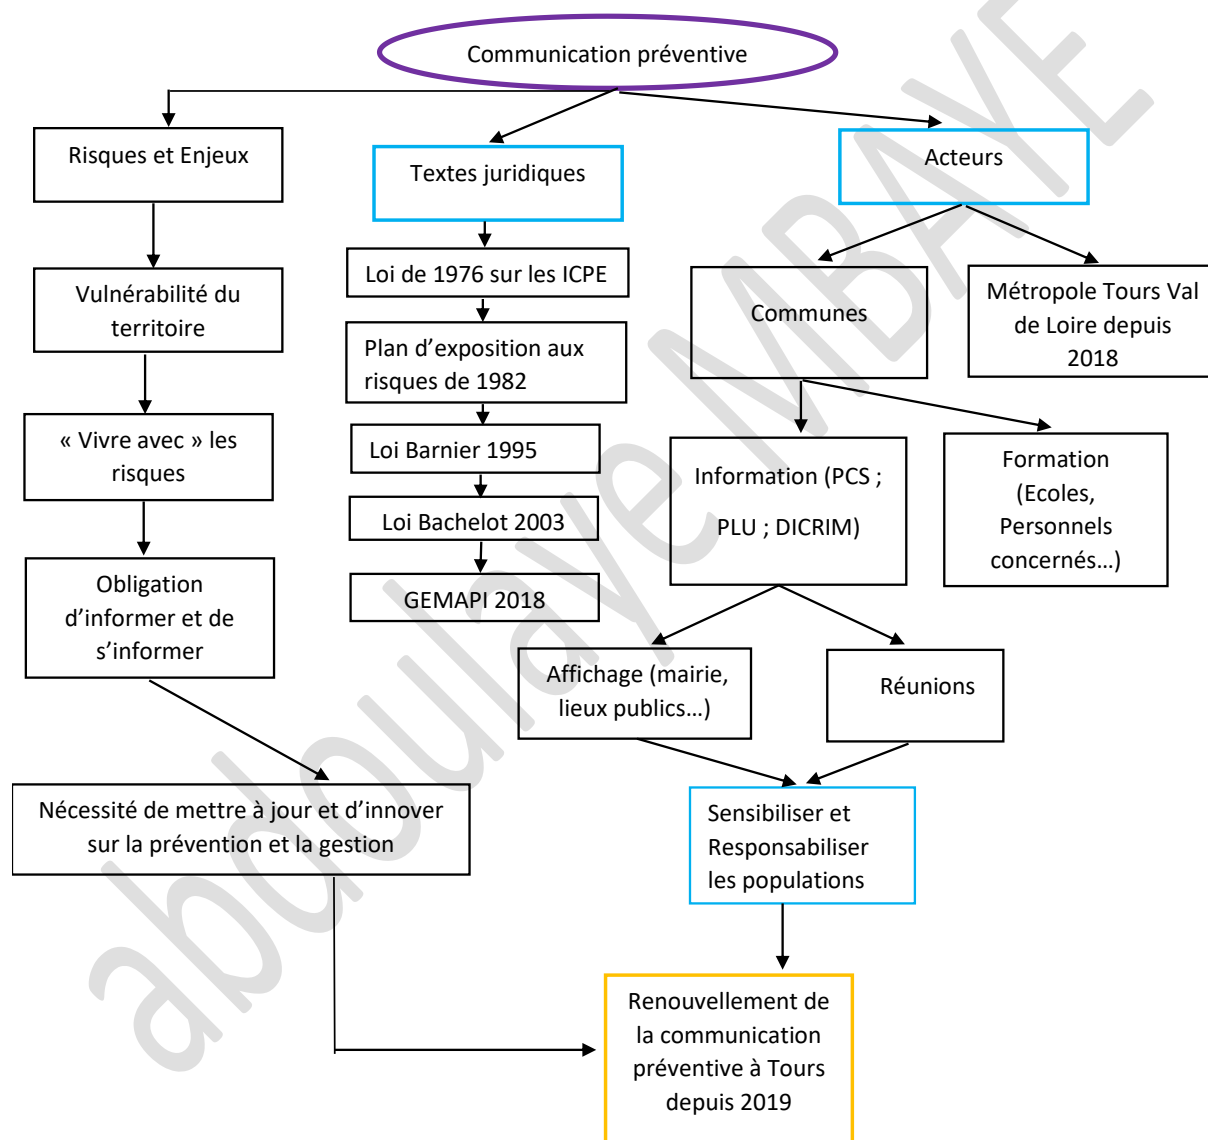 Communication préventive
Risques et Enjeux
Textes juridiques
Acteurs
Vulnérabilité du
territoire
Loi de 1976 sur les ICPE
Communes
Métropole Tours Val
de Loire depuis
2018
Plan d’exposition aux
risques de 1982
« Vivre avec » les
risques
Loi Barnier 1995
Information (PCS ;
PLU ; DICRIM)
Formation
(Ecoles,
Personnels
concernés…)
Loi Bachelot 2003
Obligation
d’informer et de
s’informer
GEMAPI 2018
Affichage (mairie,
lieux publics…)
Réunions
Nécessité de mettre à jour et d’innover
sur la prévention et la gestion
Sensibiliser et
Responsabiliser
les populations
Renouvellement de
la communication
préventive à Tours
depuis 2019
abdoulaye MBAYE